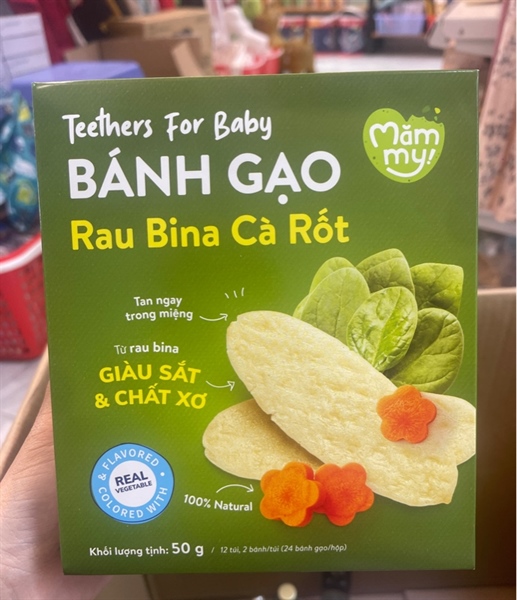 Teethers For Baby
BÁNH GẠO
Rau Bina Cà Rốt
Măm
my!
Tan ngay
trong miệng
Từ rau bina
GIÀU SẮT
& CHẤT XƠ
& FLAVORED
REAL
VEGETABLE
COLORED WITH
100% Natural
Khối lượng tịnh: 50 g / 12 túi, 2 bánh/túi (24 bánh gạo/hộp)